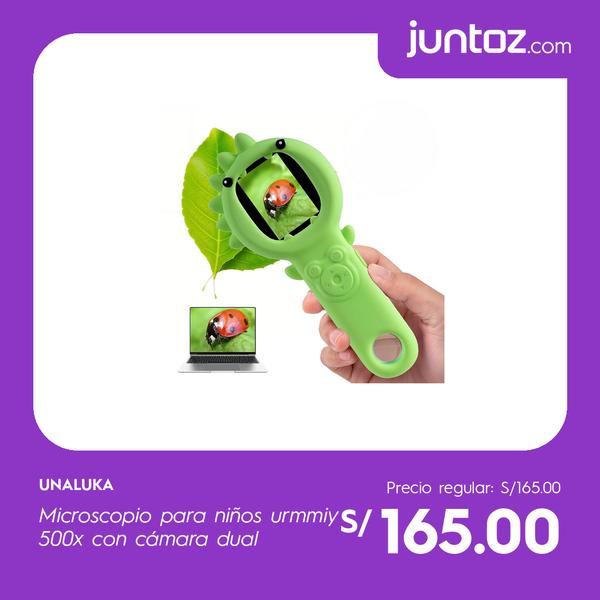 juntoz.com
UNALUKA
Microscopio para niños urmmiy
500x con cámara dual
Precio regular: S/165.00
S/ 165.00